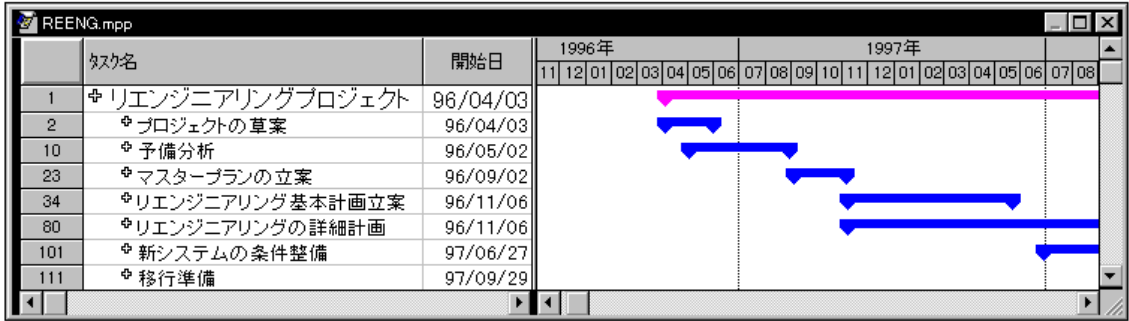 REENG.mpp
タスク名 開始日 1996年 1997年
11 12 01 02 03 04 05 06 07 08 09 10 11 12 01 02 03 04 05 06 07 08
1 リエンジニアリングプロジェクト 96/04/03
2 プロジェクトの草案 96/04/03
10 予備分析 96/05/02
23 マスタープランの立案 96/09/02
34 リエンジニアリング基本計画立案 96/11/06
80 リエンジニアリングの詳細計画 96/11/06
101 新システムの条件整備 97/06/27
111 移行準備 97/09/29